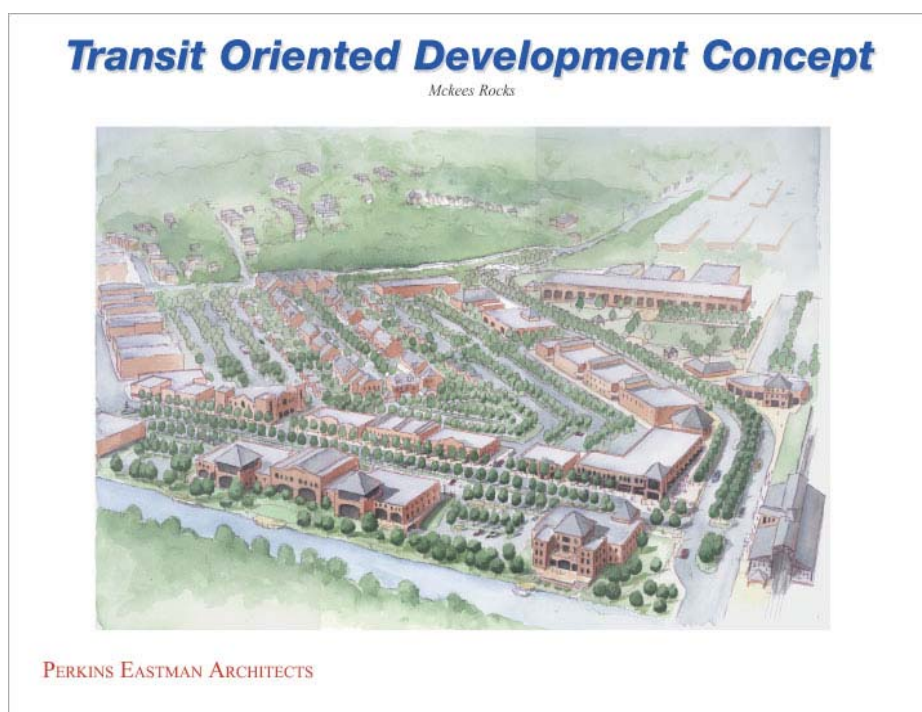 Transit Oriented Development Concept
Mckees Rocks
PERKINS EASTMAN ARCHITECTS